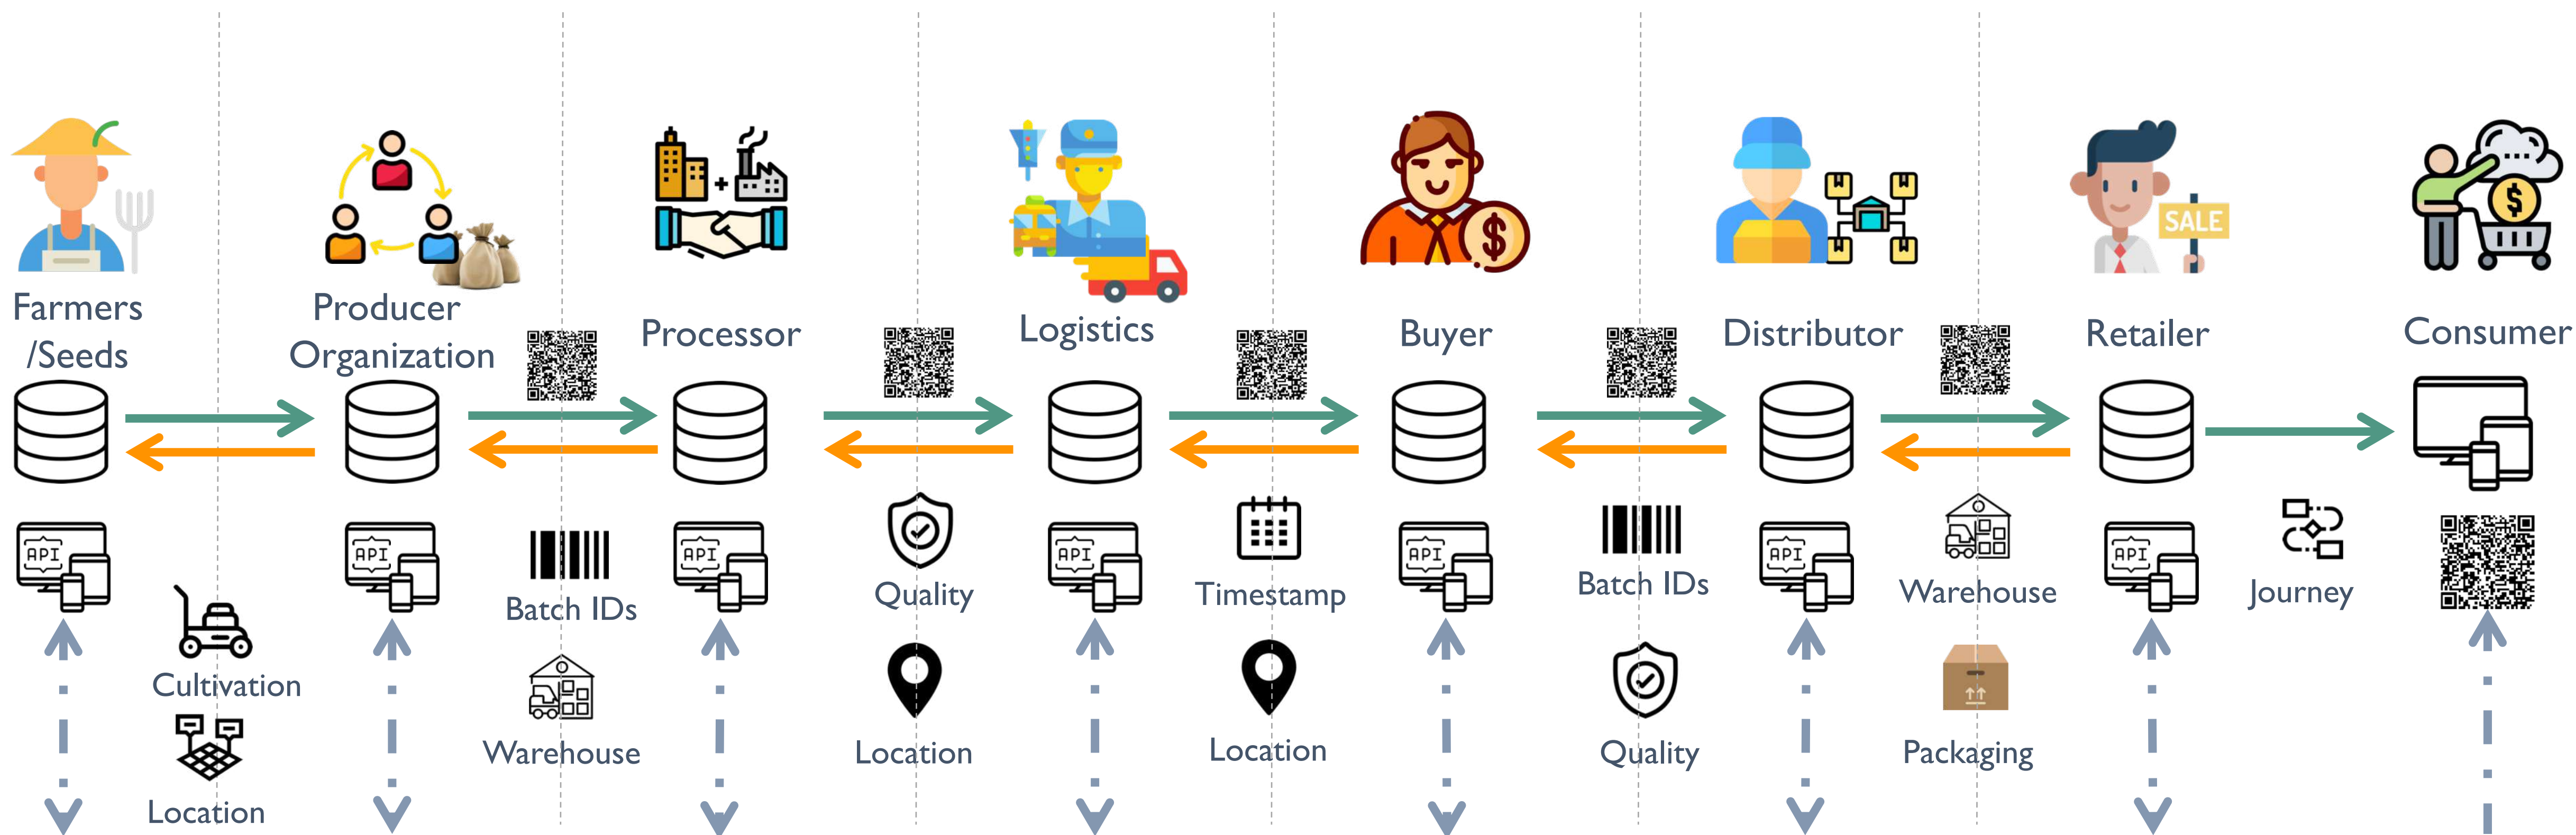 SALE
Farmers
/Seeds
Producer
Organization
Processor
Logistics
Buyer
Distributor
Retailer
Consumer
API
API
API
API
API
API
API
Cultivation
Location
Batch IDs
Warehouse
Quality
Location
Timestamp
Location
Batch IDs
Quality
Warehouse
Packaging
Journey